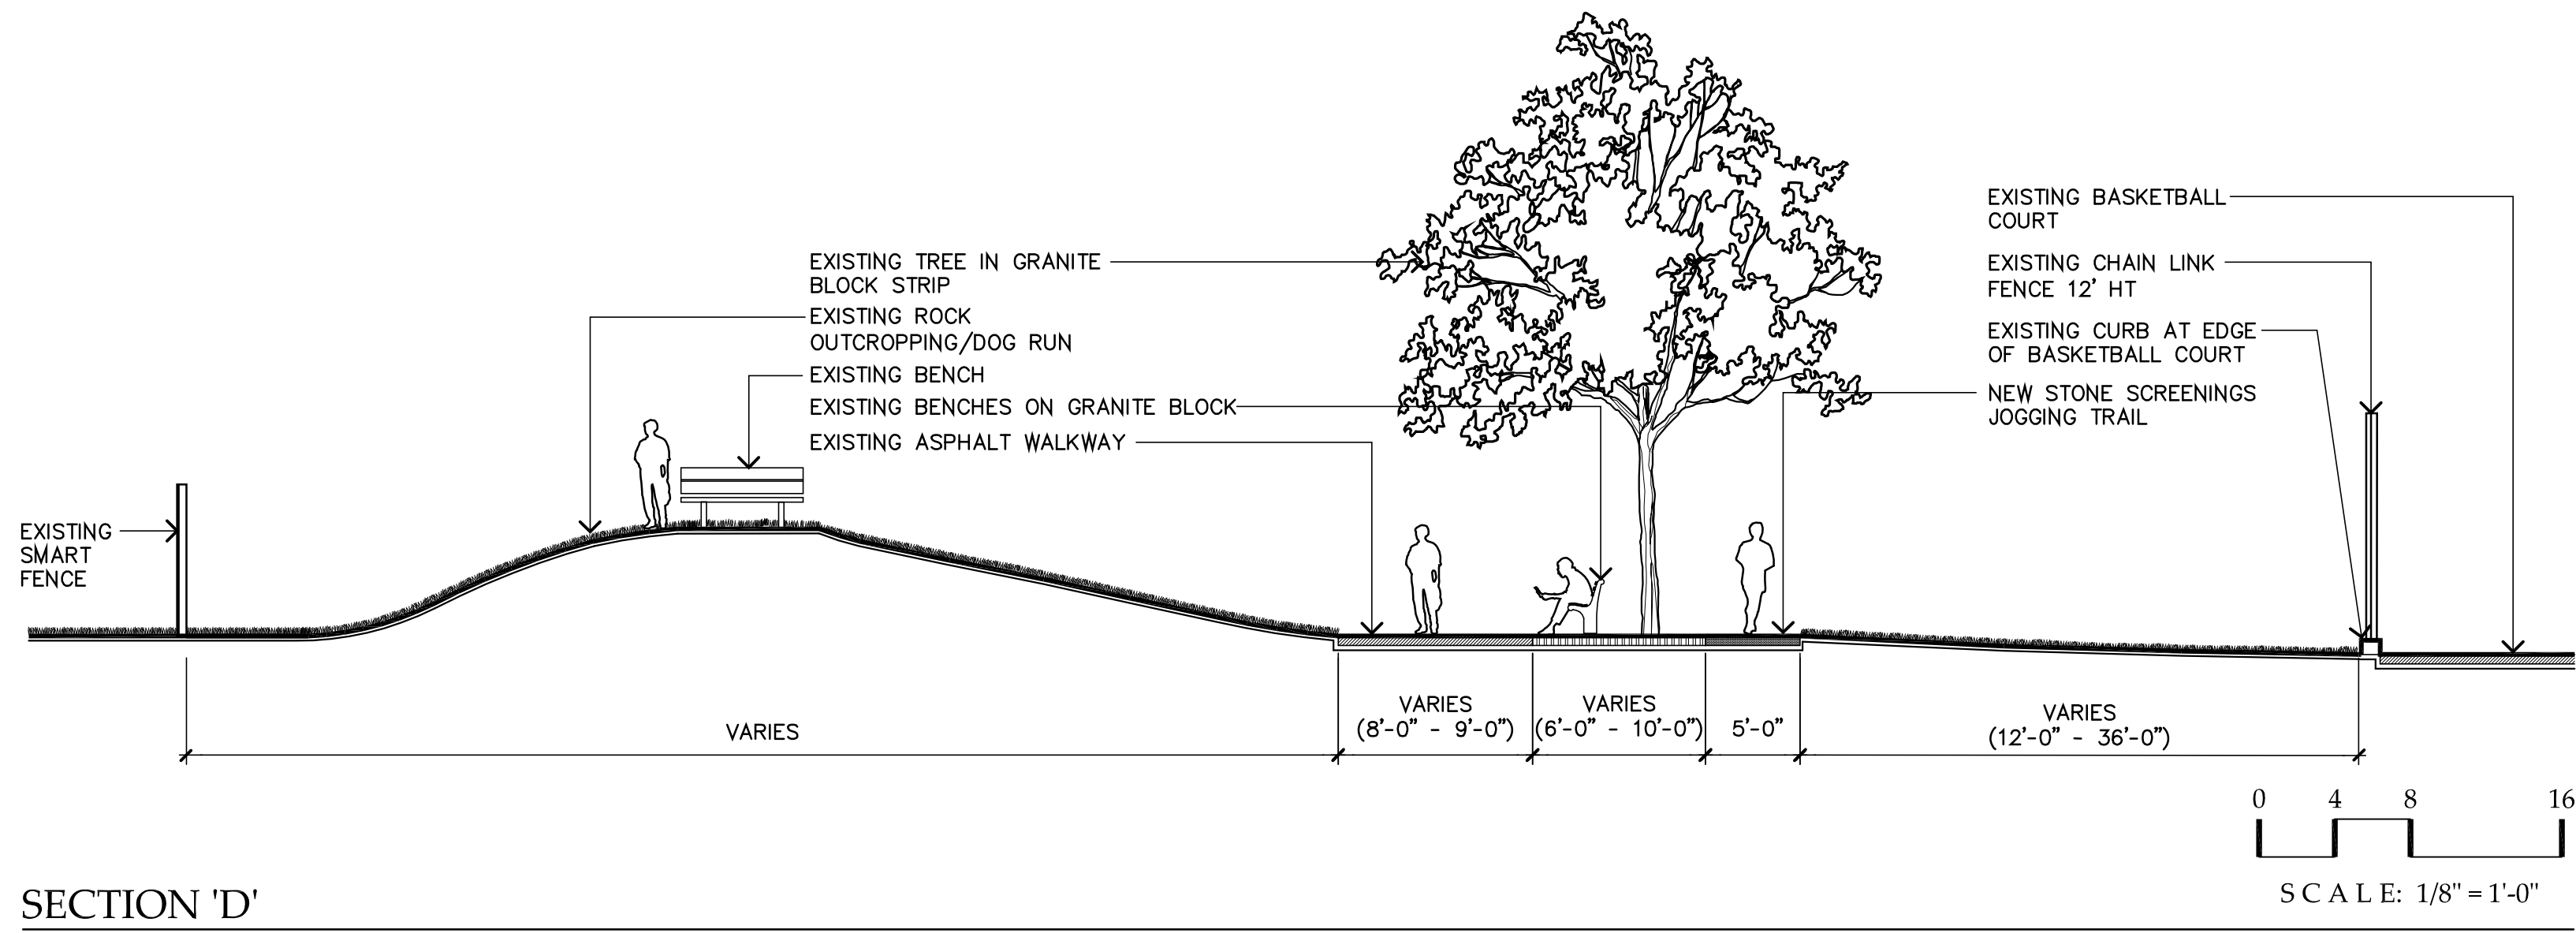 EXISTING TREE IN GRANITE
BLOCK STRIP
EXISTING ROCK
OUTCROPPING/DOG RUN
EXISTING BENCH
EXISTING BENCHES ON GRANITE BLOCK
EXISTING ASPHALT WALKWAY
EXISTING BASKETBALL
COURT
EXISTING CHAIN LINK
FENCE 12' HT
EXISTING CURB AT EDGE
OF BASKETBALL COURT
NEW STONE SCREENINGS
JOGGING TRAIL
EXISTING
SMART
FENCE
VARIES
VARIES
(8'-0" - 9'-0")
VARIES
(6'-0" - 10'-0")
5'-0"
VARIES
(12'-0" - 36'-0")
0 4 8 16
SCALE: 1/8" = 1'-0"
SECTION 'D'